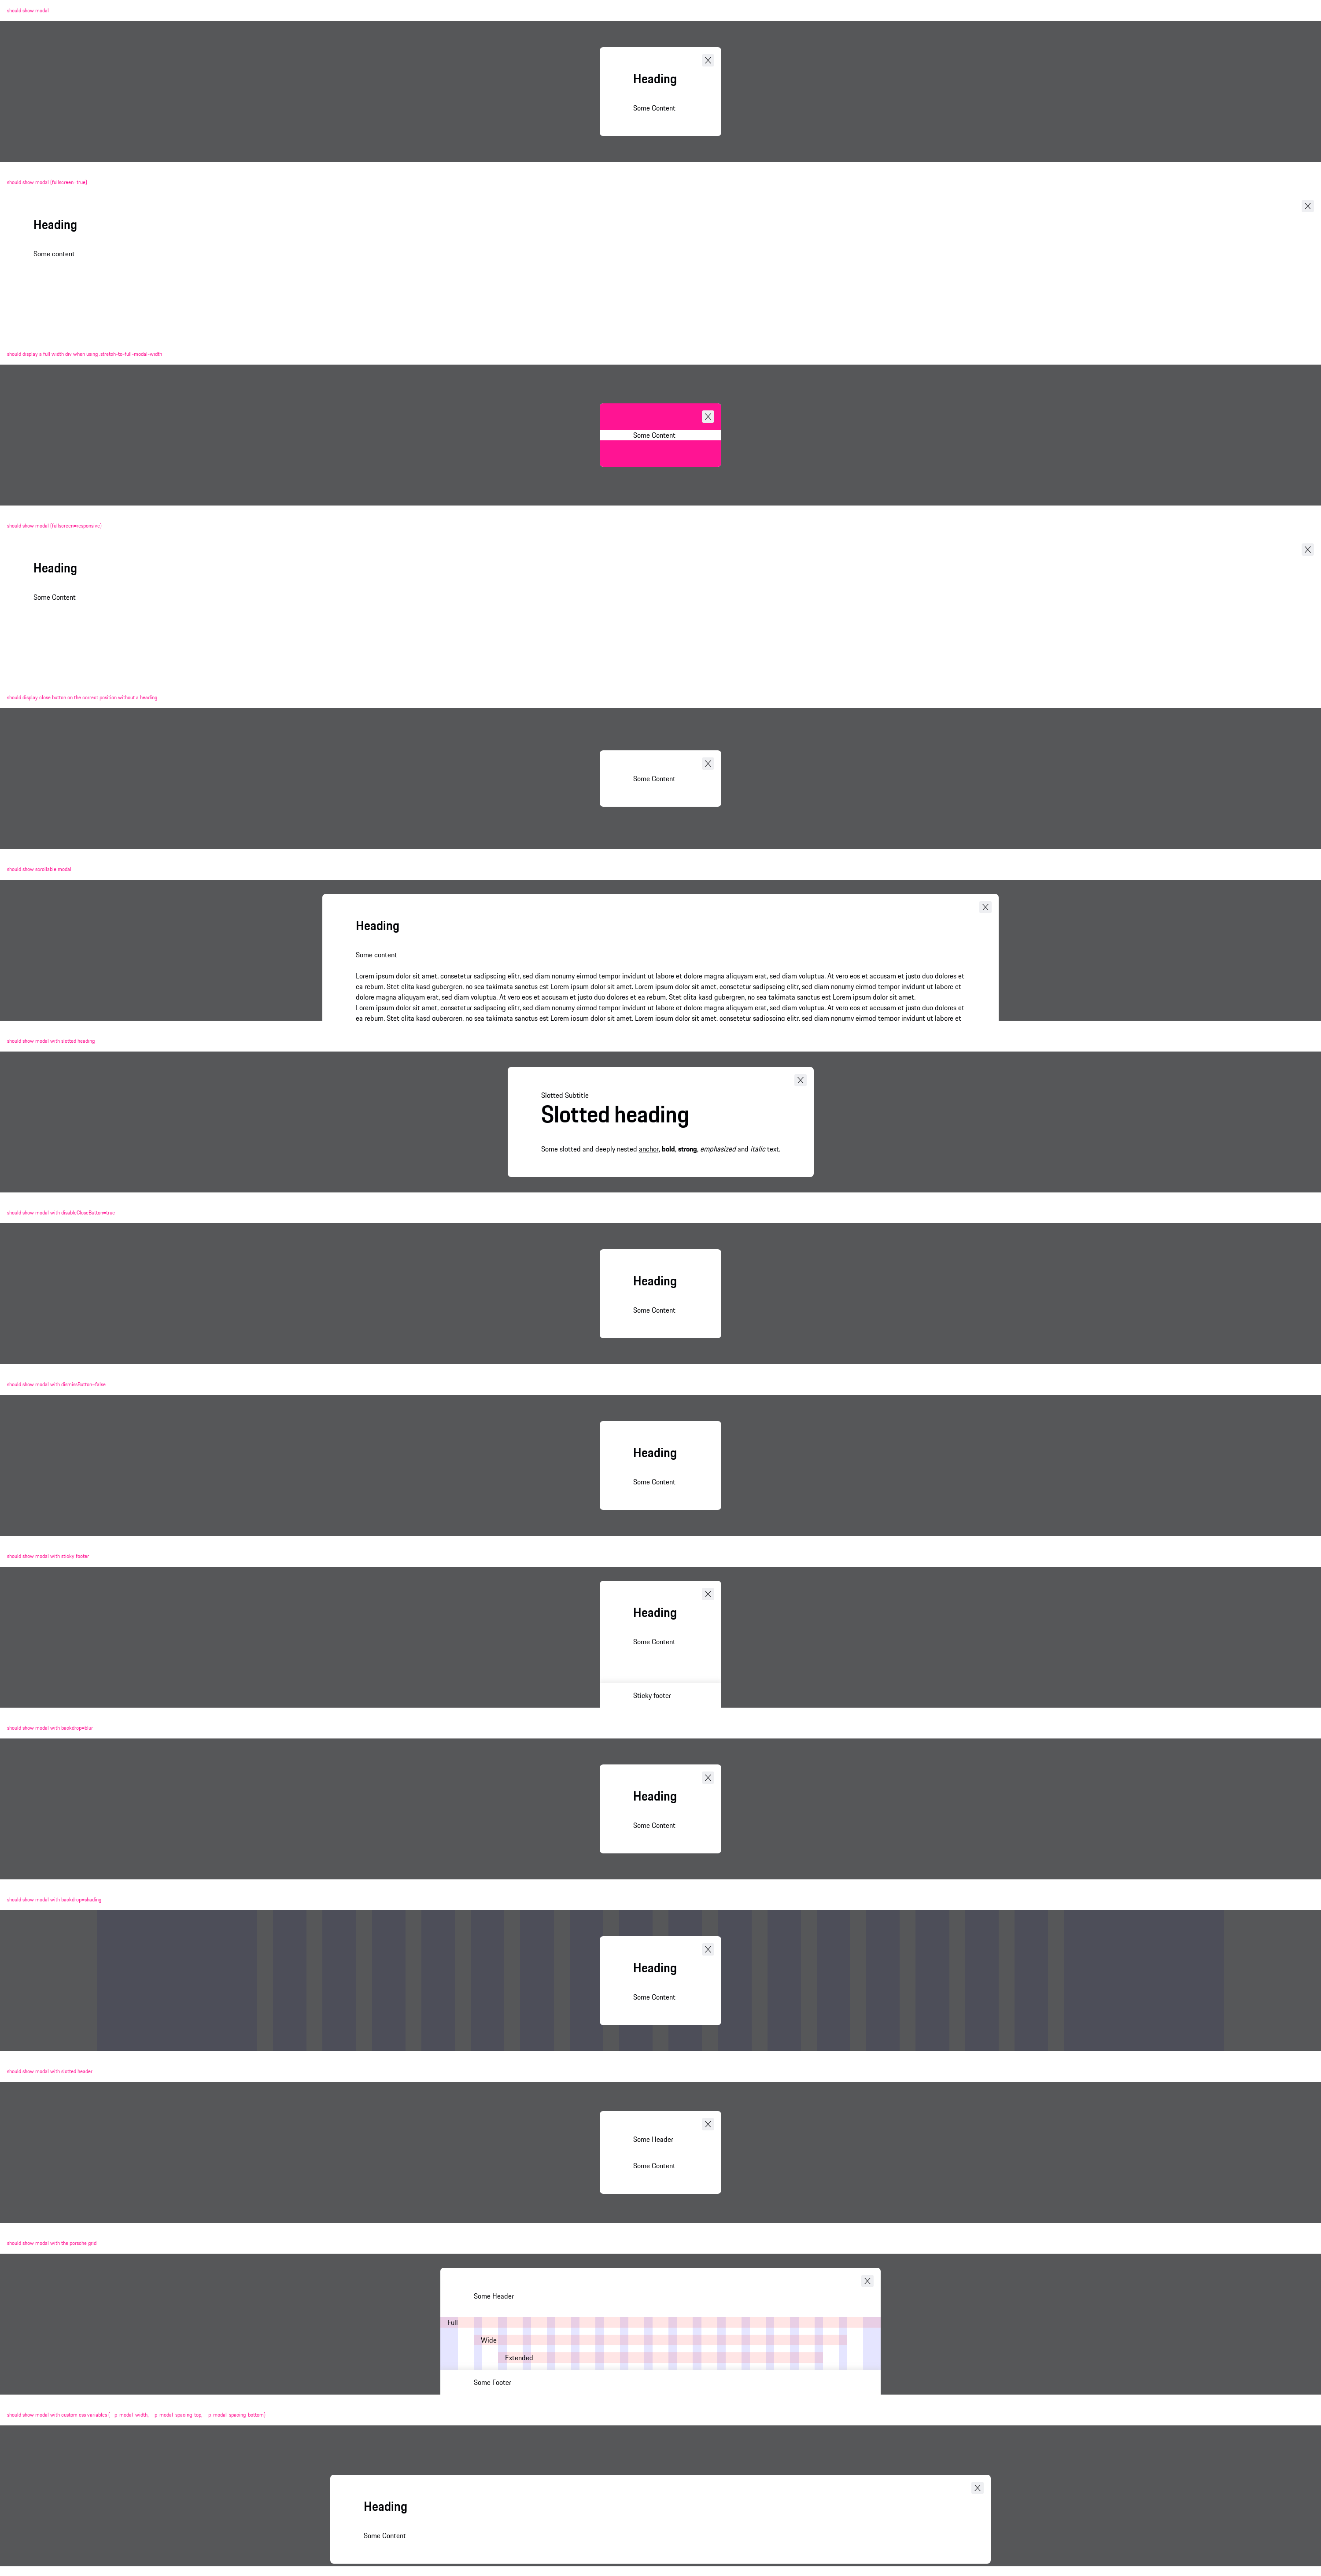 should show modal
Heading
Some Content
should show modal (fullscreen=true)
Heading
Some content
should display a full width div when using .stretch-to-full-modal-width
Some Content
should show modal (fullscreen=responsive)
Heading
Some Content
should display close button on the correct position without a heading.
Some Content
should show scrollable modal
Heading
Some content
Lorem ipsum dolor sit amet, consetetur sadipscing elitr, sed diam nonumy eirmod tempor invidunt ut labore et dolore magna aliquyam erat, sed diam voluptua. At vero eos et accusam et justo duo dolores et
ea rebum. Stet clita kasd gubergren, no sea takimata sanctus est Lorem ipsum dolor sit amet. Lorem ipsum dolor sit amet, consetetur sadipscing elitr, sed diam nonumy eirmod tempor invidunt ut labore et
dolore magna aliquyam erat, sed diam voluptua. At vero eos et accusam et justo duo dolores et ea rebum. Stet clita kasd gubergren, no sea takimata sanctus est Lorem ipsum dolor sit amet.
Lorem ipsum dolor sit amet, consetetur sadipscing elitr, sed diam nonumy eirmod tempor invidunt ut labore et dolore magna aliquyam erat, sed diam voluptua. At vero eos et accusam et justo duo dolores et
ea rebum. Stet clita kasd gubergren, no sea takimata sanctus est Lorem ipsum dolor sit amet. Lorem ipsum dolor sit amet, consetetur sadipscing elitr, sed diam nonumy eirmod tempor invidunt ut labore et
should show modal with slotted heading
Slotted Subtitle
Slotted heading
Some slotted and deeply nested anchor, bold, strong, emphasized and italic text.
should show modal with disableCloseButton=true
Heading
Some Content
should show modal with dismissButton=false
Heading
Some Content
should show modal with sticky footer
Heading
Some Content
Sticky footer
should show modal with backdrop=blur
Heading
Some Content
should show modal with backdrop=shading
Heading
Some Content
should show modal with slotted header
Some Header
Some Content
should show modal with the porsche grid
Some Header
Full
Wide
Extended
Some Footer
should show modal with custom css variables (--p-modal-width, --p-modal-spacing-top, --p-modal-spacing-bottom)
Heading
Some Content